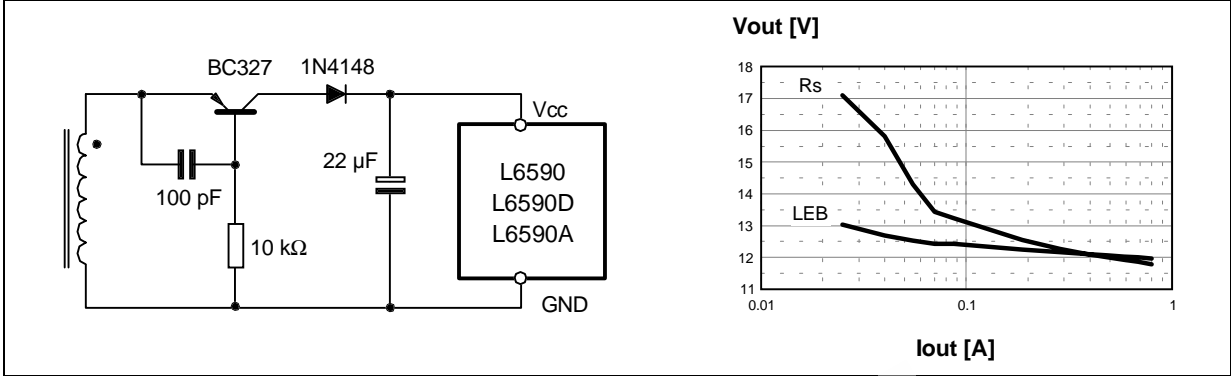 BC327
1N4148
Vcc
22 µF
100 pF
10 kΩ
L6590
L6590D
L6590A
GND
Vout [V]
18
17
16
15
14
13
12
11
Rs
LEB
0.01
0.1
1
Iout [A]